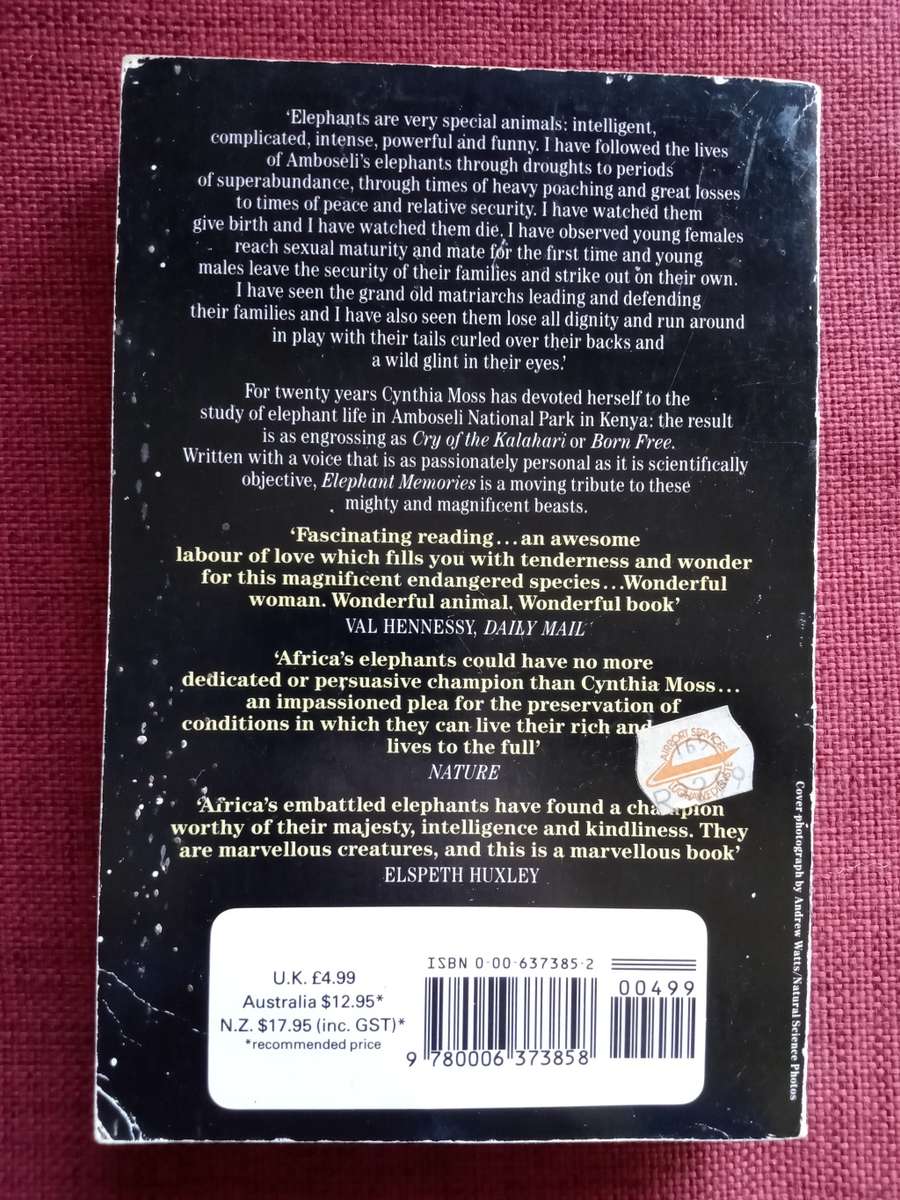 ‘Elephants are very special animals: intelligent,
complicated, intense, powerful and funny. I have followed the lives
of Amboseli’s elephants through droughts to periods
of superabundance, through times of heavy poaching and great losses
to times of peace and relative security. I have watched them
give birth and I have watched them die. I have observed young females
reach sexual maturity and mate for the first time and young
males leave the security of their families and strike out on their own.
I have seen the grand old matriarchs leading and defending
their families and I have also seen them lose all dignity and run around
in play with their tails curled over their backs and
a wild glint in their eyes.’
For twenty years Cynthia Moss has devoted herself to the
study of elephant life in Amboseli National Park in Kenya: the result
is as engrossing as Cry of the Kalahari or Born Free.
Written with a voice that is as passionately personal as it is scientifically
objective, Elephant Memories is a moving tribute to these
mighty and magnificent beasts.
‘Fascinating reading...an awesome
labour of love which fills you with tenderness and wonder
for this magnificent endangered species...Wonderful
woman. Wonderful animal. Wonderful book’
VAL HENNESSY, DAILY MAIL
‘Africa’s elephants could have no more
dedicated or persuasive champion than Cynthia Moss...
an impassioned plea for the preservation of
conditions in which they can live their rich and
lives to the full’
NATURE
AIRPORT SERVICES
‘Africa’s embattled elephants have found a champion
worthy of their majesty, intelligence and kindliness. They
are marvellous creatures, and this is a marvellous book’
ELSPETH HUXLEY
U.K. £4.99
Australia $12.95*
N.Z. $17.95 (inc. GST)*
*recommended price
ISBN 0-00-637385-2
00499
9 780006 373858
Cover photograph by Andrew Watts/Natural Science Photos